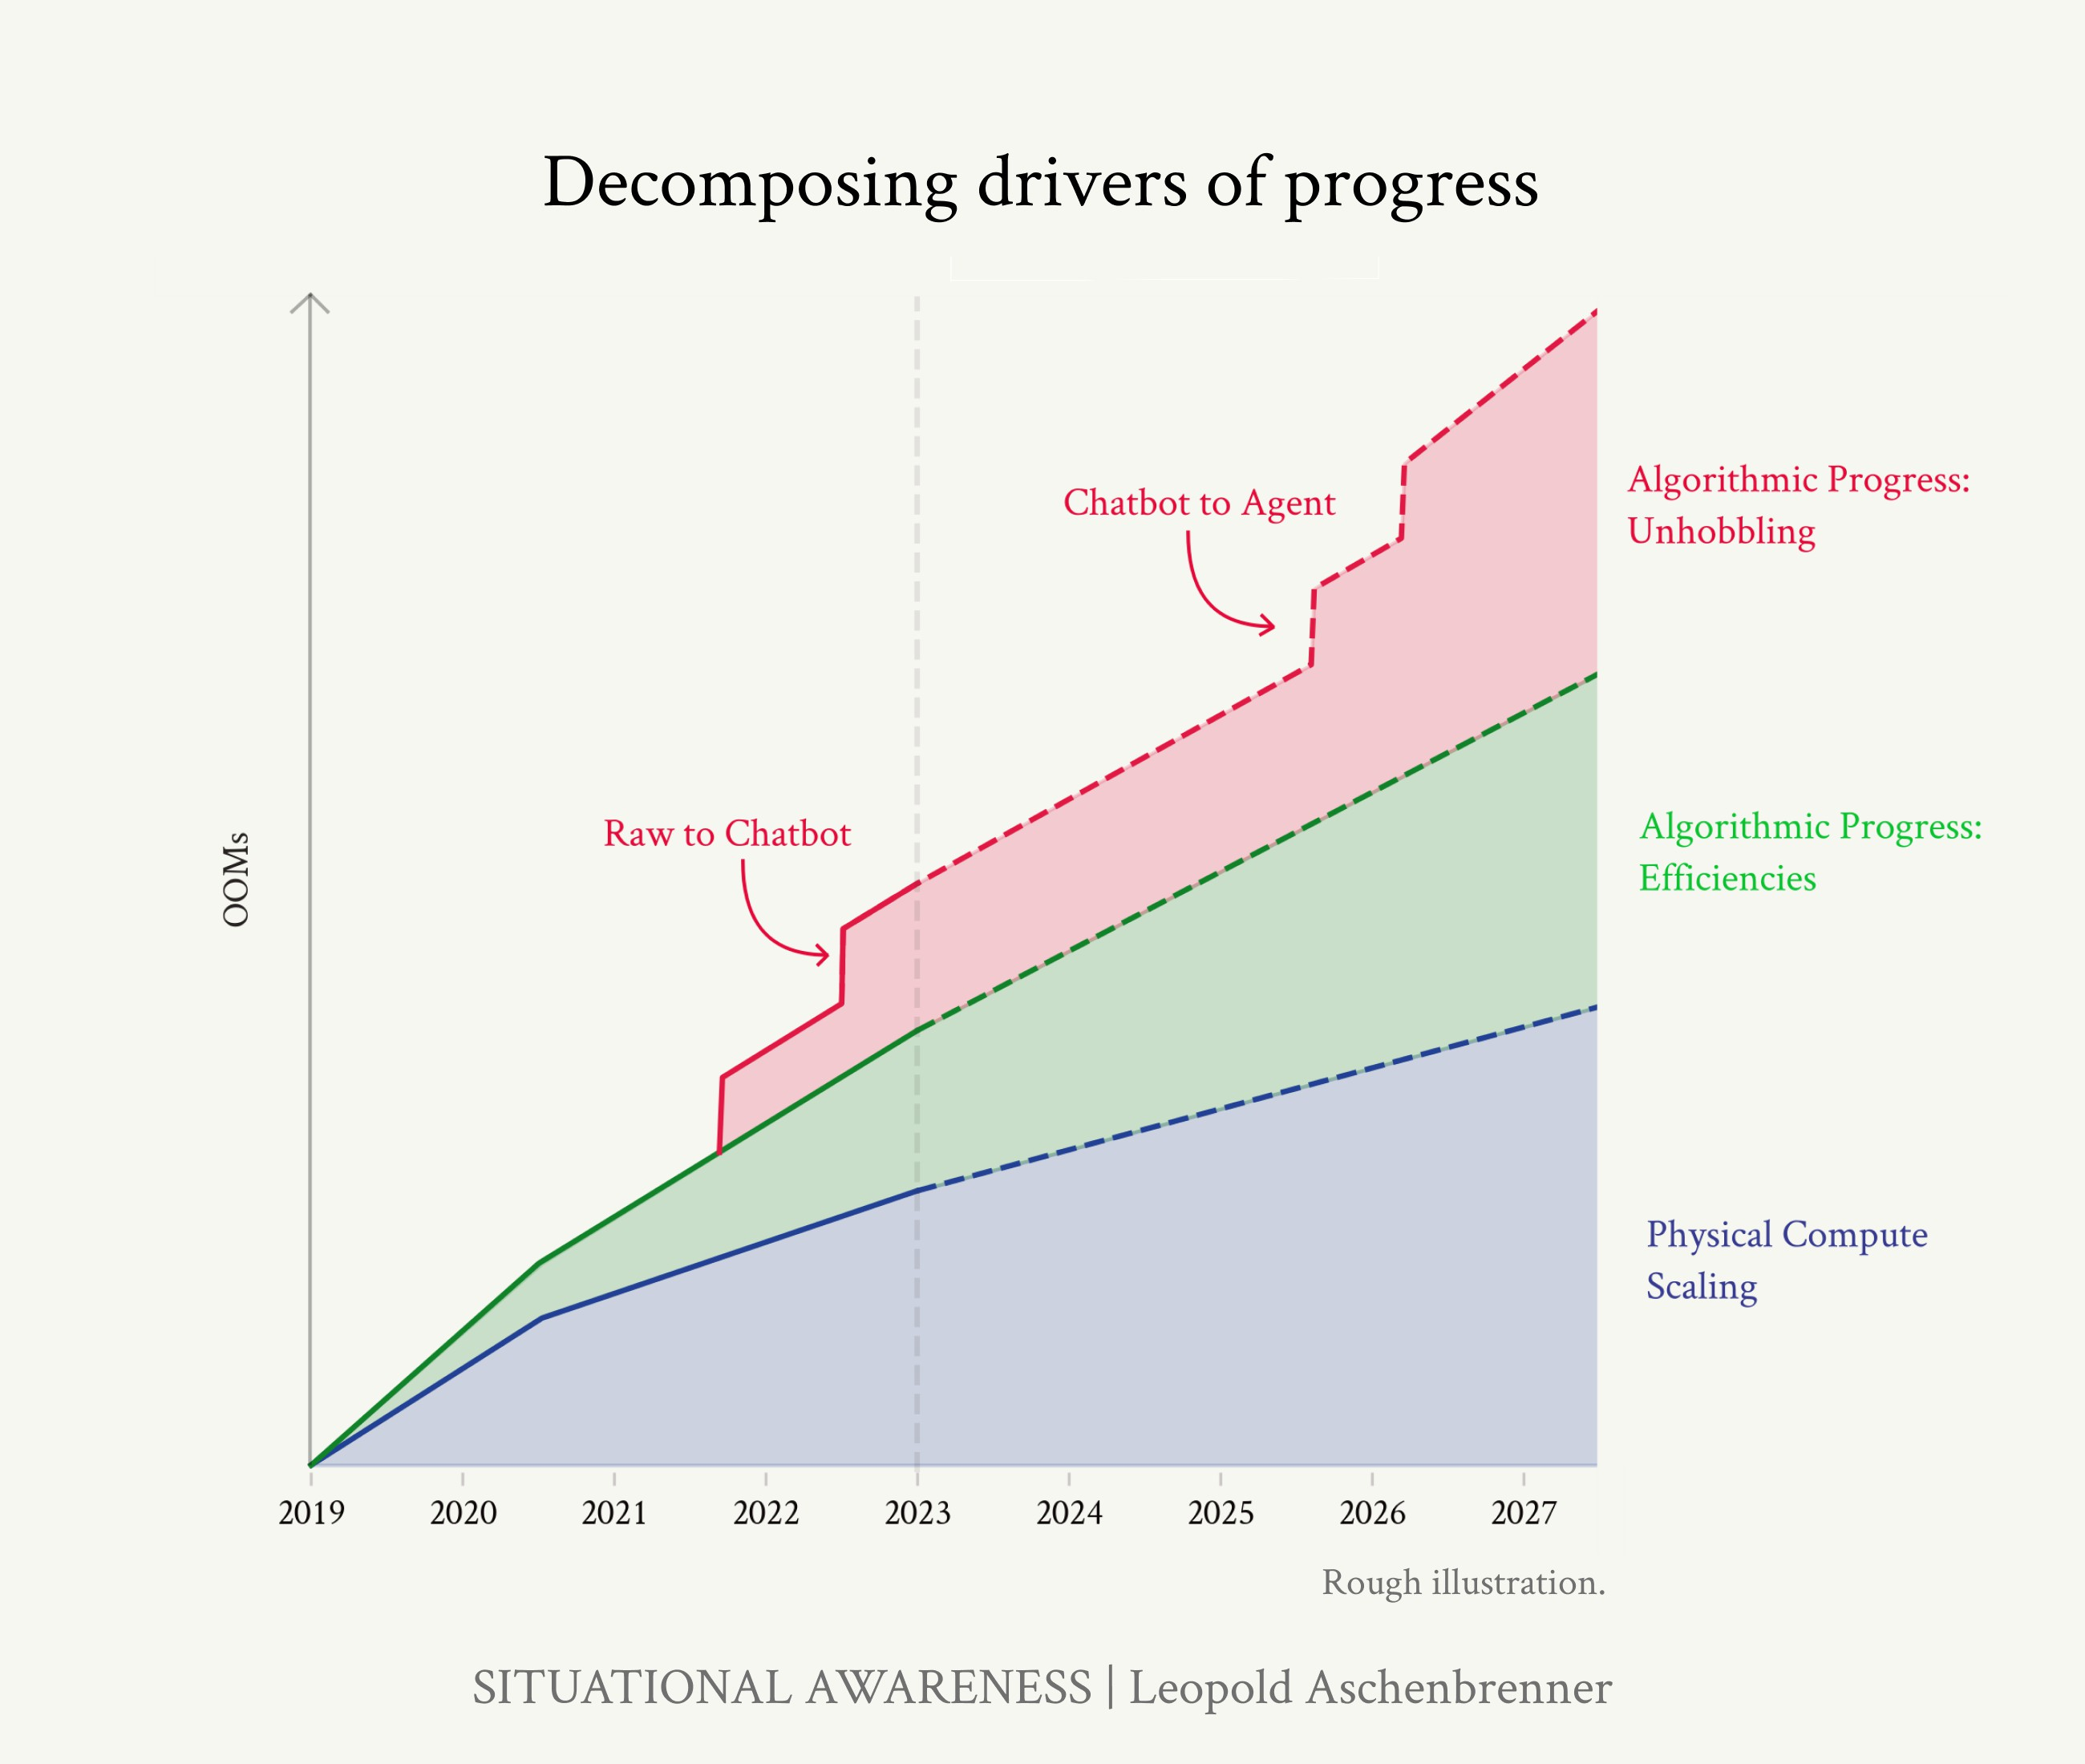 Decomposing drivers of progress
Chatbot to Agent
Algorithmic Progress:
Unhobbling
Raw to Chatbot
Algorithmic Progress:
Efficiencies
OOMs
Physical Compute
Scaling
2019 2020 2021 2022 2023 2024 2025 2026 2027
Rough illustration.
SITUATIONAL AWARENESS | Leopold Aschenbrenner